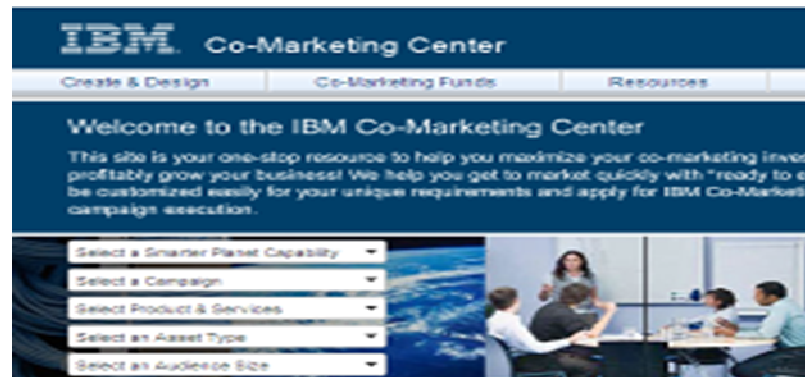 IBM. Co-Marketing Center
Create & Design Co-Marketing Funds Resources
Welcome to the IBM Co-Marketing Center
This site is your one-stop resource to help you maximize your co-marketing inve
profitably grow your business! We help you get to market quickly with "ready to e
be customized easily for your unique requirements and apply for IBM Co-Marketi
campaign execution.
Select a Smarter Planet Capability
Select a Campaign
Select Product & Services
Select an Asset Type
Select an Audience Size